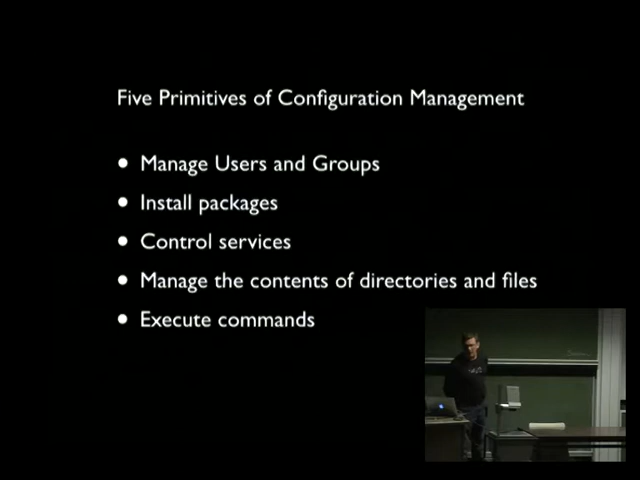 Five Primitives of Configuration Management
• Manage Users and Groups
• Install packages
• Control services
• Manage the contents of directories and files
• Execute commands